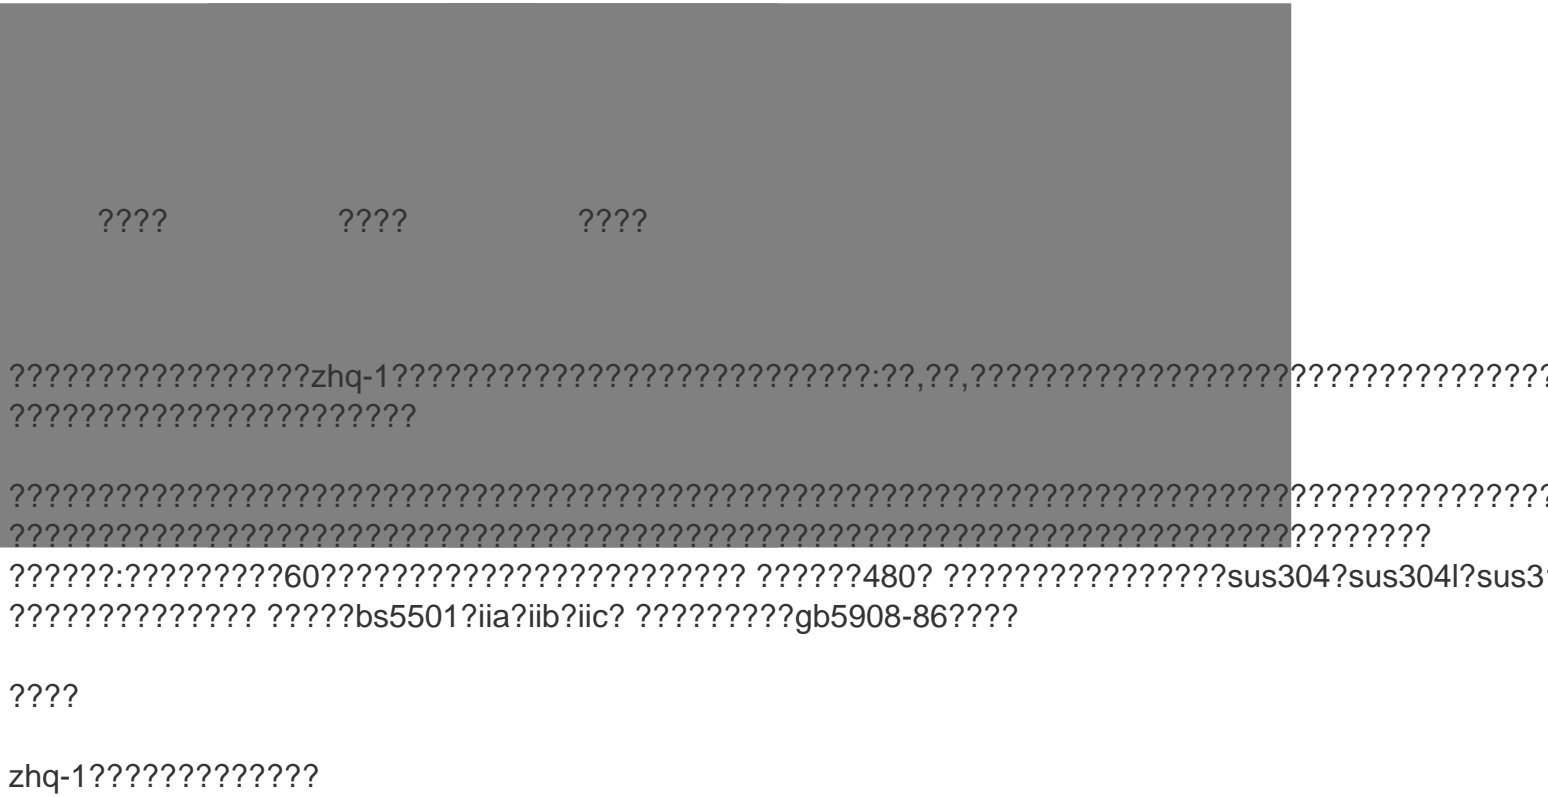 ???? ???? ????
?????????????????zhq-1???????????????????????????:??,??,?????????????????????????????????
???????????????????????
???????????????????????????????????????????????????????????????????????????????????????
????????????????????????????????????????????????????????????????????????????????
??????:?????????60???????????????????????? ??????480? ????????????????sus304?sus304l?sus3
?????????????? ?????bs5501?iia?iib?iic? ?????????gb5908-86????
????
zhq-1?????????????